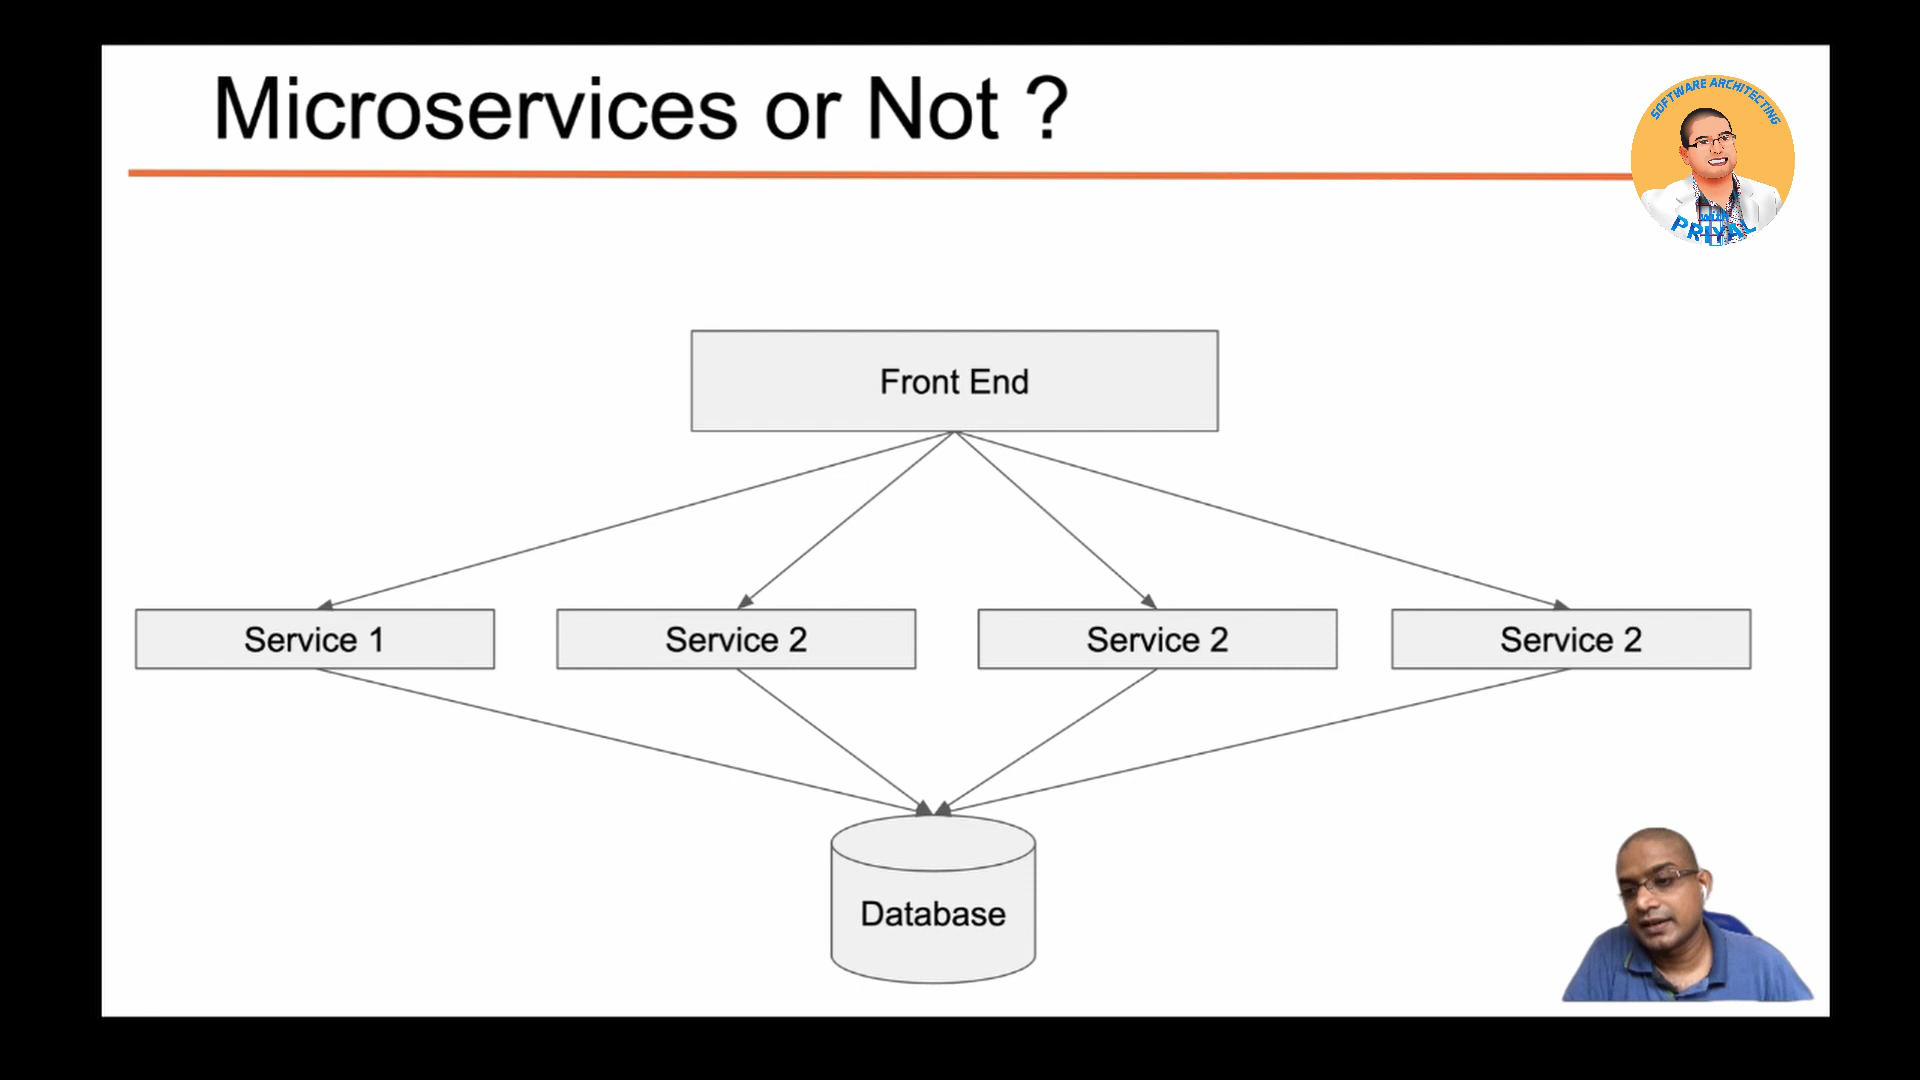 Microservices or Not ?
SOFTWARE ARCHITECTING
PRIYAL
Front End
Service 1
Service 2
Service 2
Service 2
Database